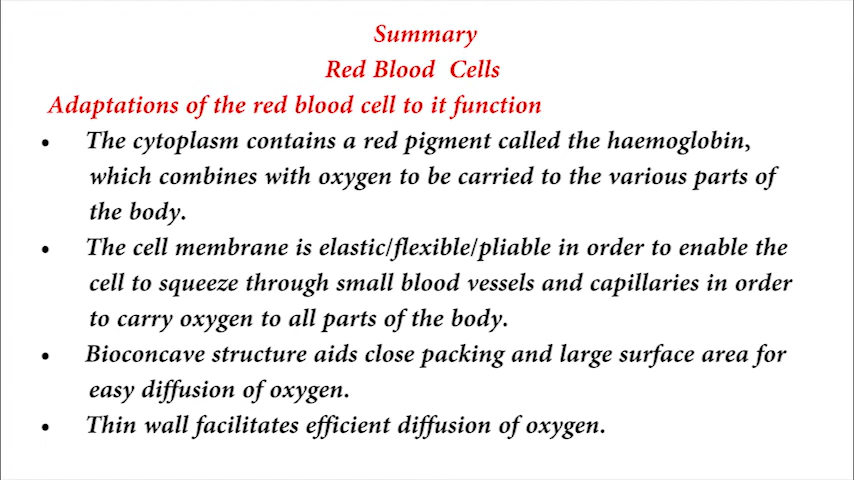 Summary
Red Blood Cells
Adaptations of the red blood cell to it function
• The cytoplasm contains a red pigment called the haemoglobin,
which combines with oxygen to be carried to the various parts of
the body.
• The cell membrane is elastic/flexible/pliable in order to enable the
cell to squeeze through small blood vessels and capillaries in order
to carry oxygen to all parts of the body.
• Bioconcave structure aids close packing and large surface area for
easy diffusion of oxygen.
• Thin wall facilitates efficient diffusion of oxygen.